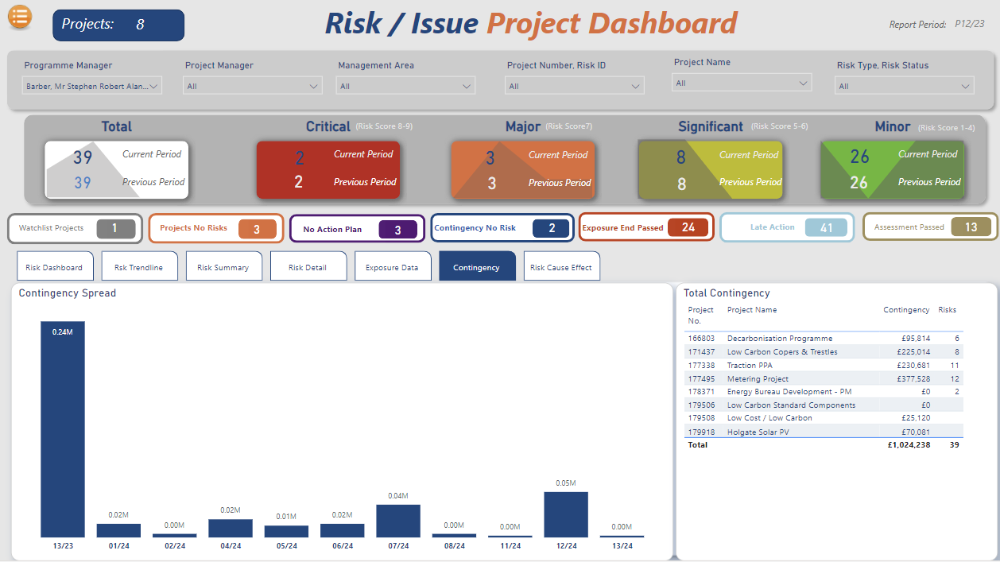 Projects: 8
Risk / Issue Project Dashboard
Report Period: P12/23
Programme Manager
Barber, Mr Stephen Robert Alan...
Project Manager
All
Management Area
All
Project Number, Risk ID
All
Project Name
All
Risk Type, Risk Status
All
Total
39 Current Period
39 Previous Period
Critical (Risk Score 8-9)
2 Current Period
2 Previous Period
Major (Risk Score7)
3 Current Period
3 Previous Period
Significant (Risk Score 5-6)
8 Current Period
8 Previous Period
Minor (Risk Score 1-4)
26 Current Period
26 Previous Period
Watchlist Projects 1
Projects No Risks 3
No Action Plan 3
Contingency No Risk 2
Exposure End Passed 24
Late Action 41
Assessment Passed 13
Risk Dashboard
Rsk Trendline
Risk Summary
Risk Detail
Exposure Data
Contingency
Risk Cause Effect
Contingency Spread
0.24M
0.02M
0.00M
0.02M
0.01M
0.02M
0.04M
0.00M
0.00M
0.05M
0.00M
13/23 01/24 02/24 04/24 05/24 06/24 07/24 08/24 11/24 12/24 13/24
Total Contingency
Project Project Name Contingency Risks
No.
166803 Decarbonisation Programme £95,814 6
171437 Low Carbon Copers & Trestles £225,014 8
177338 Traction PPA £230,681 11
177495 Metering Project £377,528 12
178371 Energy Bureau Development - PM £0 2
179506 Low Carbon Standard Components £0
179508 Low Cost / Low Carbon £25,120
179918 Holgate Solar PV £70,081
Total £1,024,238 39